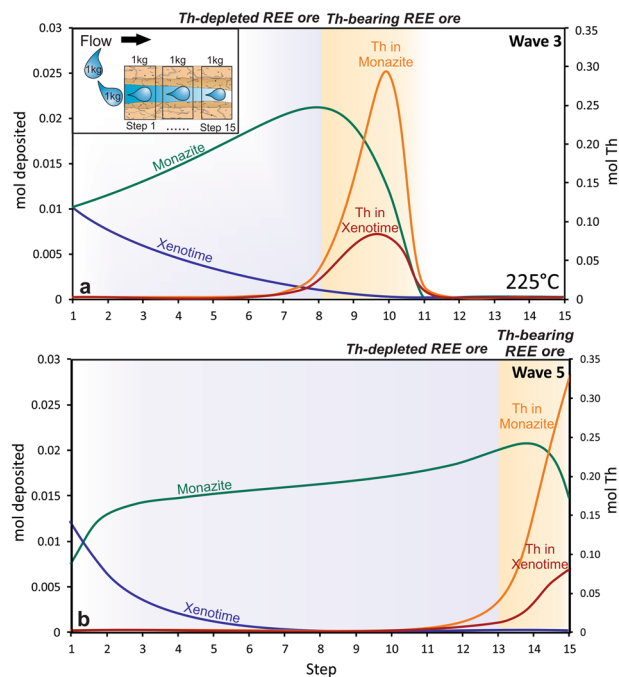 Th-depleted REE ore Th-bearing REE ore
Flow
1kg 1kg 1kg
Wave 3
1kg
1kg
Step 1 ...... Step 15
Th in
Monazite
Monazite
Xenotime
Th in
Xenotime
a
225°C
mol deposited
0.03
0.025
0.02
0.015
0.01
0.005
0
mol Th
0.35
0.30
0.25
0.20
0.15
0.10
0.05
0
1 2 3 4 5 6 7 8 9 10 11 12 13 14 15
Th-depleted REE ore
Th-bearing
REE ore
Wave 5
Th in
Monazite
Monazite
Th in
Xenotime
Xenotime
b
mol deposited
0.03
0.025
0.02
0.015
0.01
0.005
0
mol Th
0.35
0.30
0.25
0.20
0.15
0.10
0.05
0
1 2 3 4 5 6 7 8 9 10 11 12 13 14 15
Step